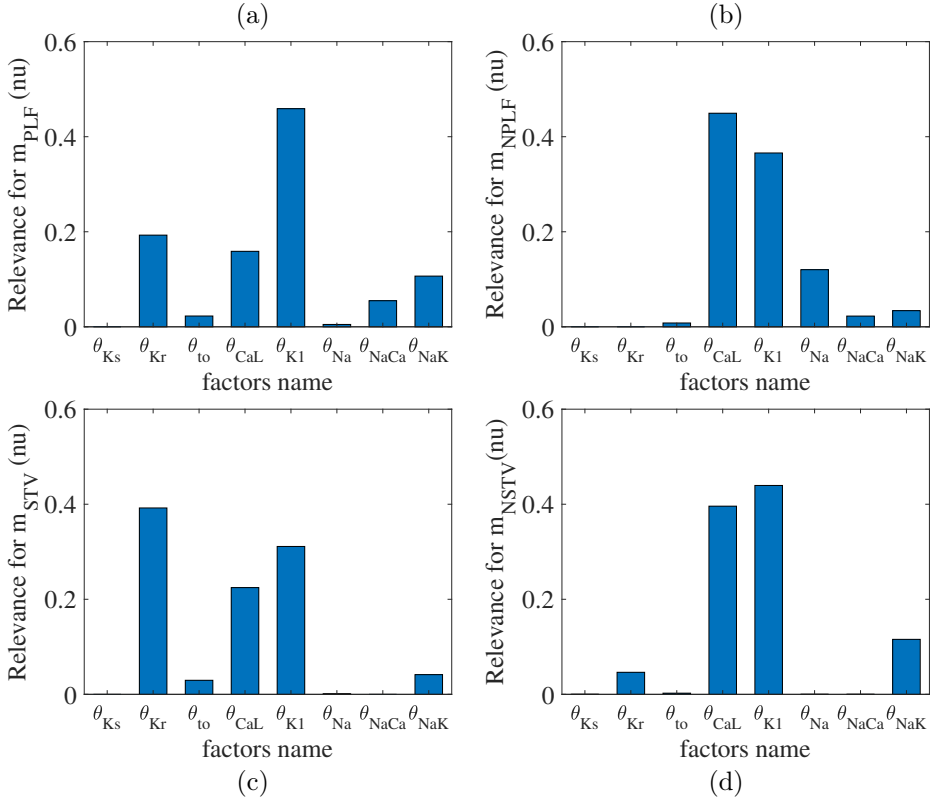 (a) (b)
Relevance for m_PLF (nu)
0.6
0.4
0.2
0
θ_Ks θ_Kr θ_to θ_CaL θ_K1 θ_Na θ_NaCa θ_NaK
factors name
Relevance for m_NPLF (nu)
0.6
0.4
0.2
0
θ_Ks θ_Kr θ_to θ_CaL θ_K1 θ_Na θ_NaCa θ_NaK
factors name
Relevance for m_STV (nu)
0.6
0.4
0.2
0
θ_Ks θ_Kr θ_to θ_CaL θ_K1 θ_Na θ_NaCa θ_NaK
factors name
(c)
Relevance for m_NSTV(nu)
0.6
0.4
0.2
0
θ_Ks θ_Kr θ_to θ_CaL θ_K1 θ_Na θ_NaCa θ_NaK
factors name
(d)